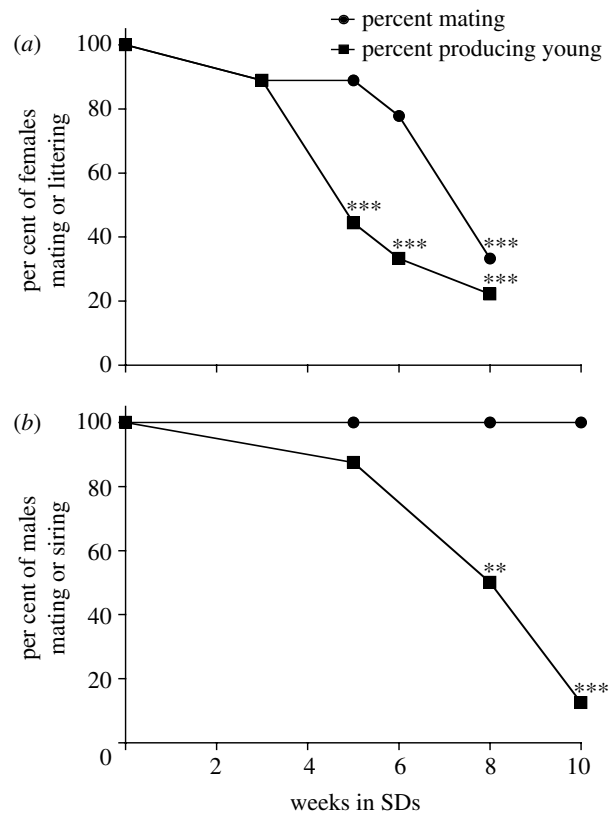 percent mating
percent producing young
(a)
per cent of females
mating or littering
100
80
60
40
20
0
***
***
***
***
(b)
per cent of males
mating or siring
100
80
60
40
20
0
**
***
2 4 6 8 10
weeks in SDs